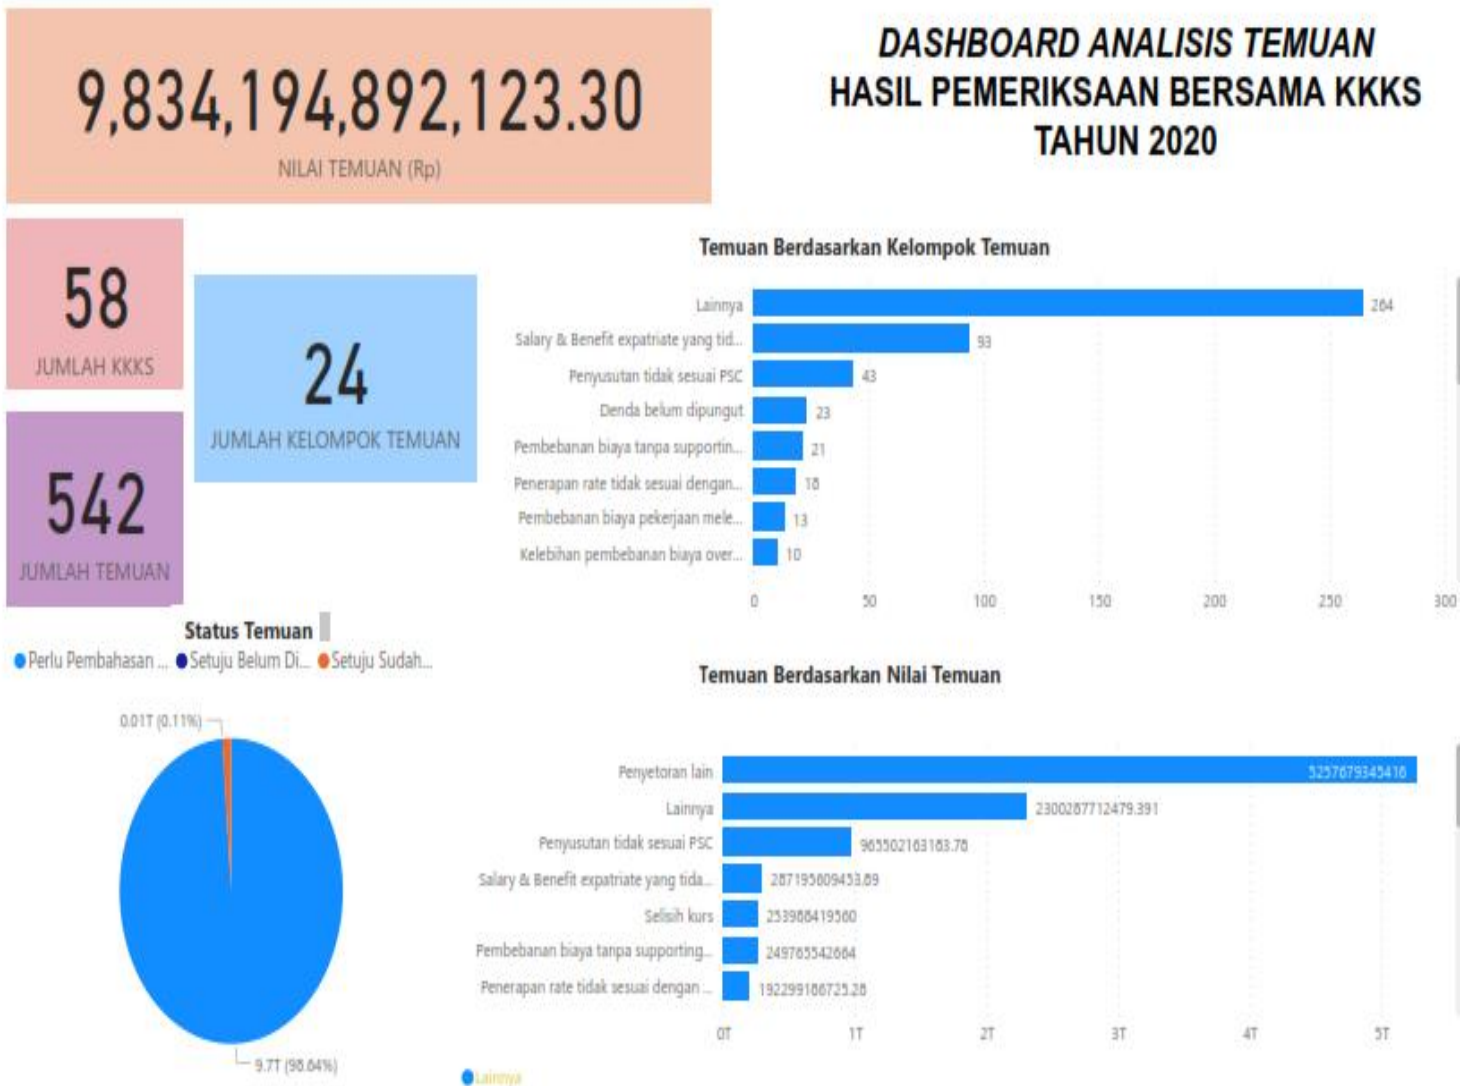 9,834,194,892,123.30
NILAI TEMUAN (Rp)
DASHBOARD ANALISIS TEMUAN
HASIL PEMERIKSAAN BERSAMA KKKS
TAHUN 2020
58
JUMLAH KKKS
24
JUMLAH KELOMPOK TEMUAN
542
JUMLAH TEMUAN
Temuan Berdasarkan Kelompok Temuan
Lainnya 264
Salary & Benefit expatriate yang tid... 93
Penyusutan tidak sesuai PSC 43
Denda belum dipungut 23
Pembebanan biaya tanpa supportin... 21
Penerapan rate tidak sesuai dengan... 18
Pembebanan biaya pekerjaan mele... 13
Kelebihan pembebanan biaya over... 10
0 50 100 150 200 250 300
Status Temuan
Perlu Pembahasan ... Setuju Belum Di... Setuju Sudah...
0.01T (0.11%)
9.7T (98.64%)
Temuan Berdasarkan Nilai Temuan
Penyetoran lain
Lainnya
Penyusutan tidak sesuai PSC
Salary & Benefit expatriate yang tida...
Selisih kurs
Pembebanan biaya tanpa supporting... 249765542664
Penerapan rate tidak sesuai dengan ...
0T 1T 2T 3T 4T 5T
Lainnya